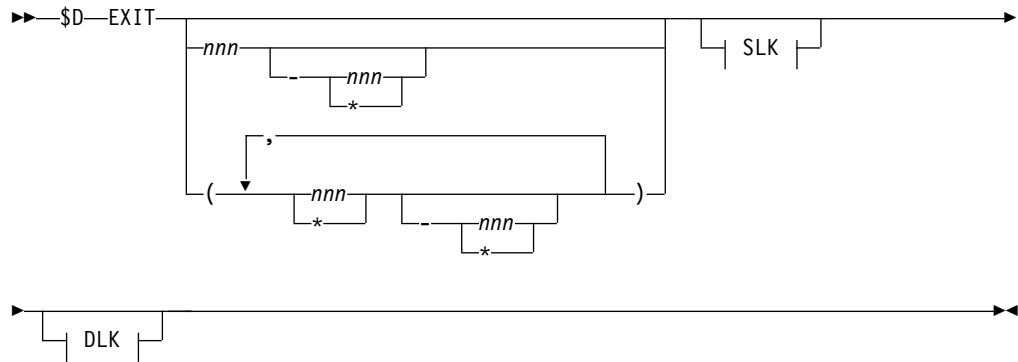 $D EXIT
nnn
SLK
- nnn
*
,
( nnn )
* - nnn
*
DLK